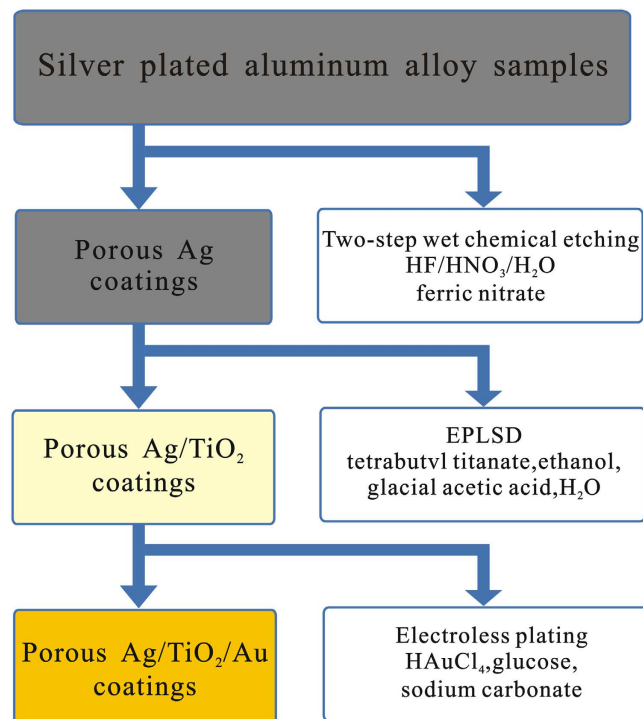 Silver plated aluminum alloy samples
Porous Ag
coatings
Two-step wet chemical etching
HF/HNO₃/H₂O
ferric nitrate
Porous Ag/TiO₂
coatings
EPLSD
tetrabutvl titanate,ethanol,
glacial acetic acid,H₂O
Porous Ag/TiO₂/Au
coatings
Electroless plating
HAuCl₄,glucose,
sodium carbonate